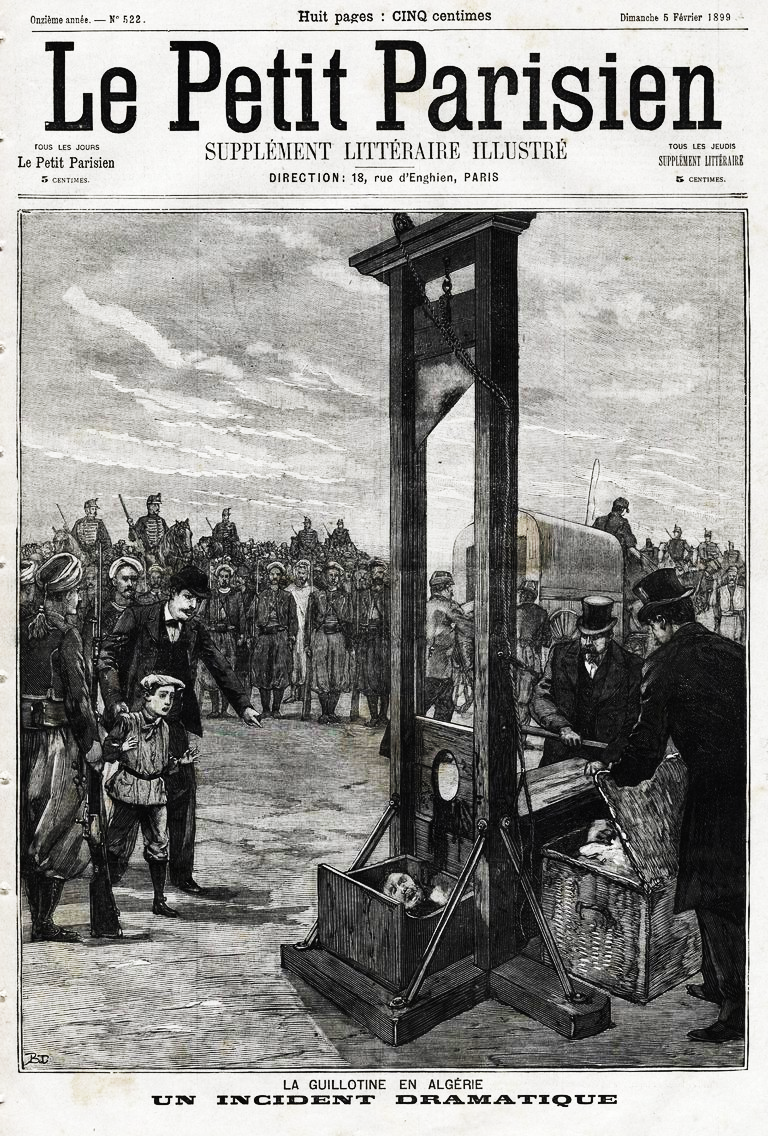 Onzième année. — N° 522.
Huit pages : CINQ centimes
Dimanche 5 Février 1899
Le Petit Parisien
TOUS LES JOURS
Le Petit Parisien
5 CENTIMES.
SUPPLÉMENT LITTÉRAIRE ILLUSTRÉ
DIRECTION: 18, rue d'Enghien, PARIS
TOUS LES JEUDIS
SUPPLÉMENT LITTÉRAIRE
5 CENTIMES.
LA GUILLOTINE EN ALGÉRIE
UN INCIDENT DRAMATIQUE